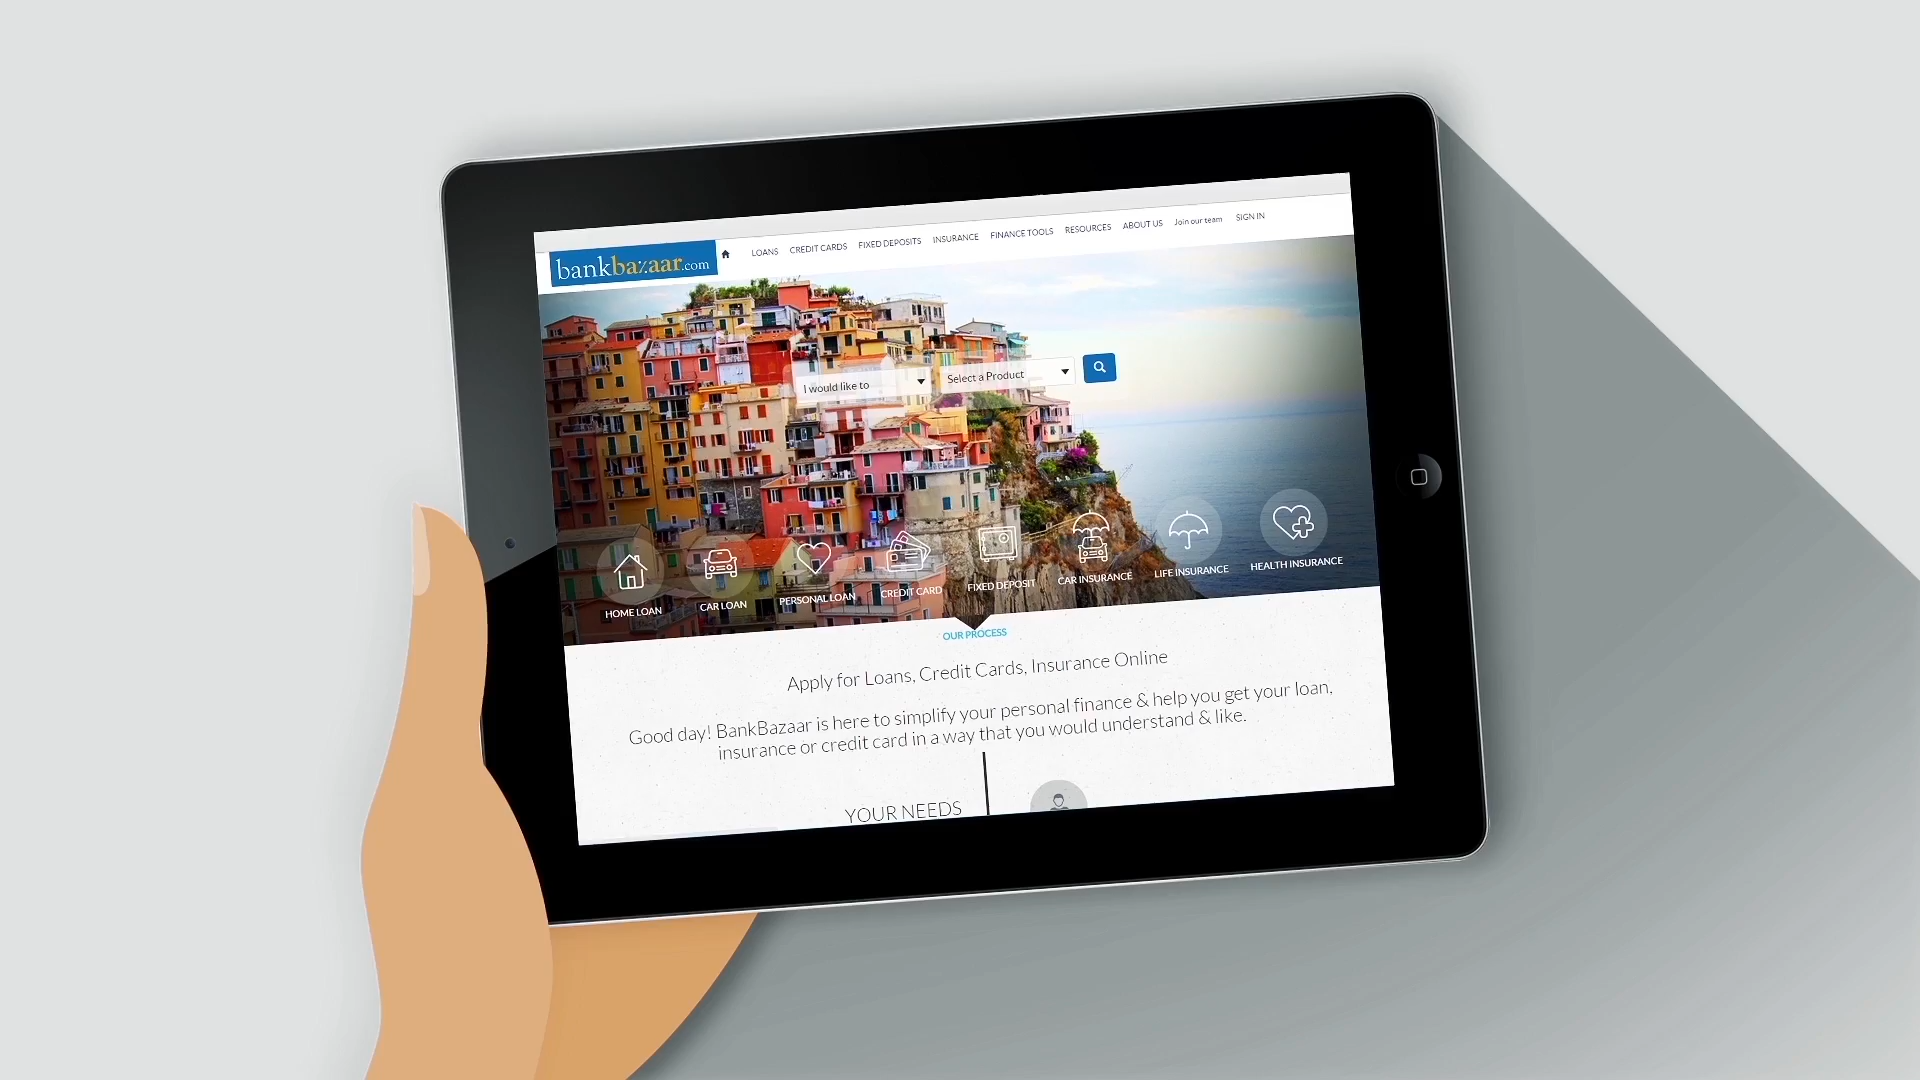 bankbazaar.com
LOANS CREDIT CARDS FIXED DEPOSITS INSURANCE FINANCE TOOLS RESOURCES ABOUT US Join our team SIGN IN
I would like to Select a Product
HOME LOAN CAR LOAN PERSONAL LOAN CREDIT CARD FIXED DEPOSIT CAR INSURANCE LIFE INSURANCE HEALTH INSURANCE
OUR PROCESS
Apply for Loans, Credit Cards, Insurance Online
Good day! BankBazaar is here to simplify your personal finance & help you get your loan,
insurance or credit card in a way that you would understand & like.
YOUR NEEDS